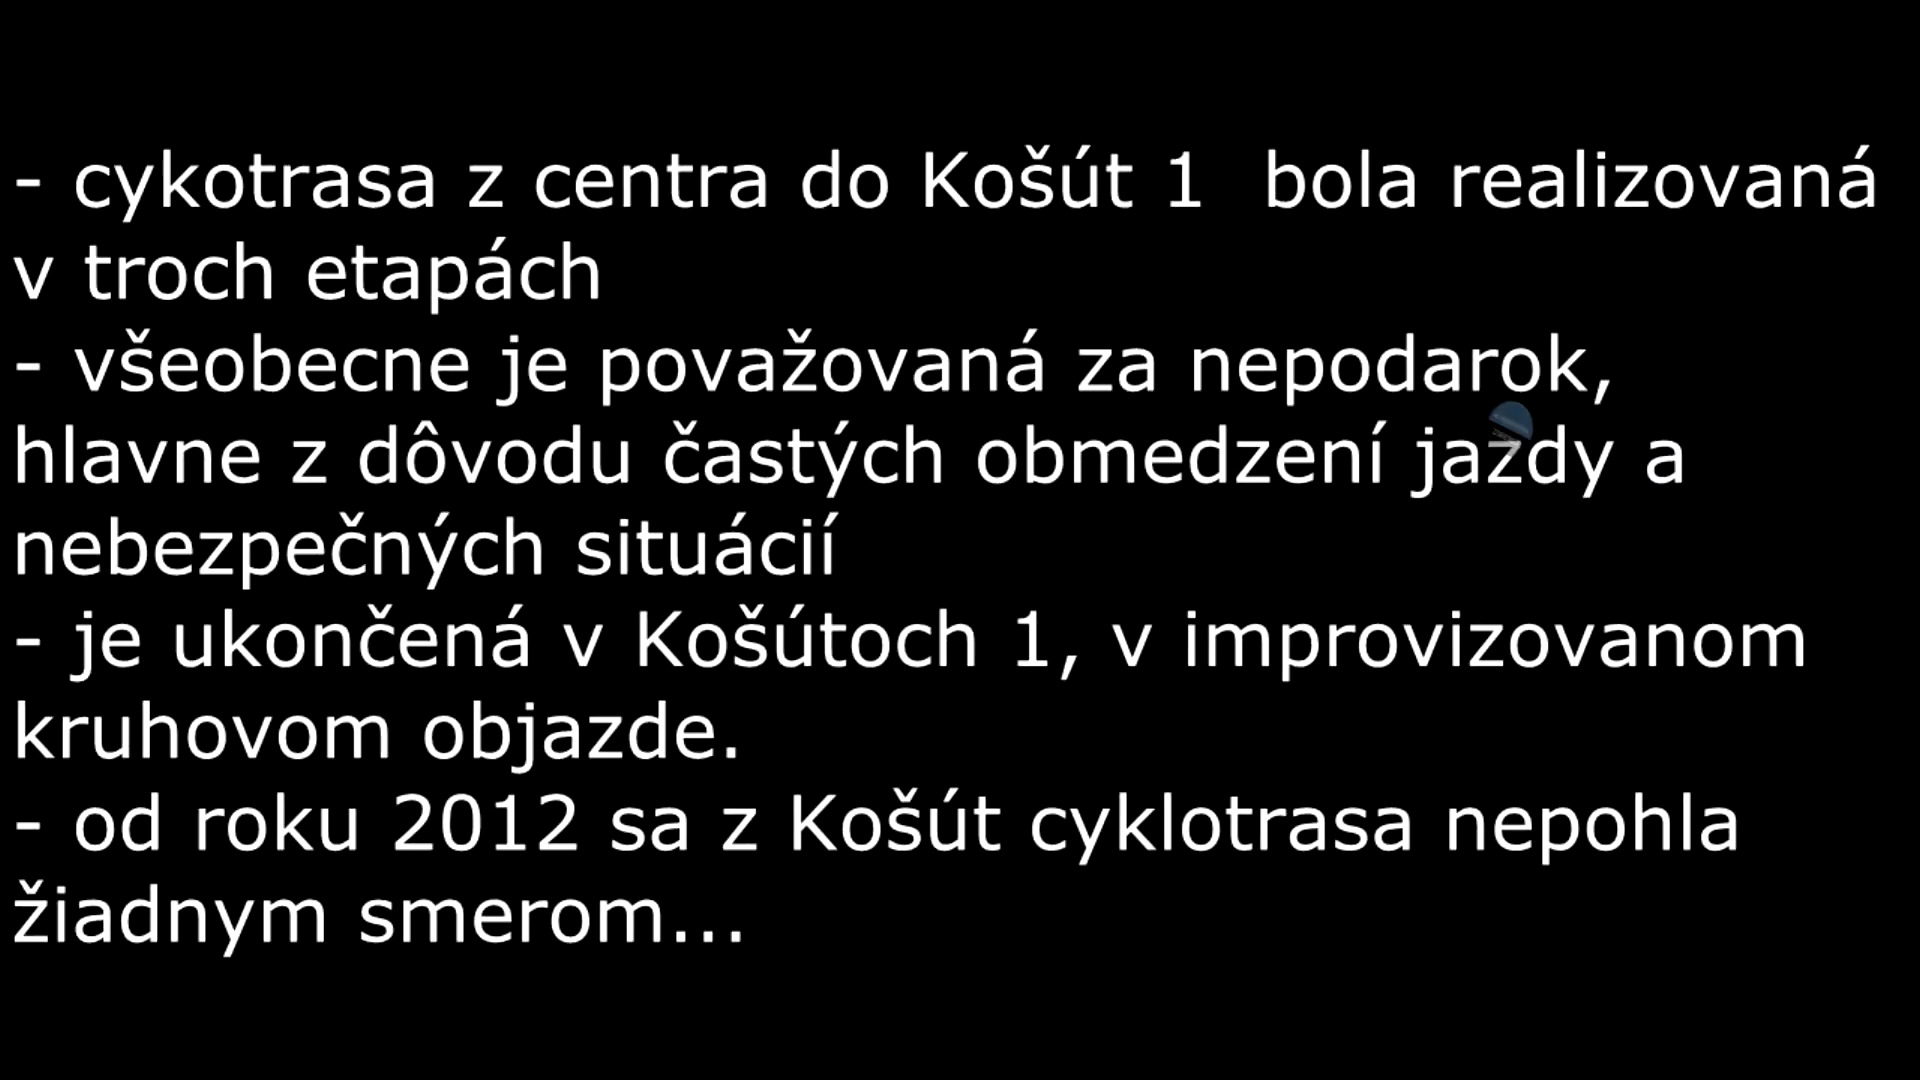 - cykotrasa z centra do Košút 1  bola realizovaná
v troch etapách
- všeobecne je považovaná za nepodarok,
hlavne z dôvodu častých obmedzení jazdy a
nebezpečných situácií
- je ukončená v Košútoch 1, v improvizovanom
kruhovom objazde.
- od roku 2012 sa z Košút cyklotrasa nepohla
žiadnym smerom...